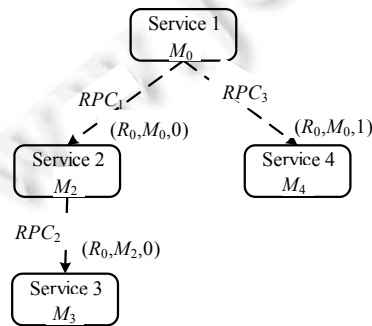 Service 1
M0
RPC1
RPC3
(R0,M0,0)
(R0,M0,1)
Service 2
M2
Service 4
M4
RPC2
(R0,M2,0)
Service 3
M3